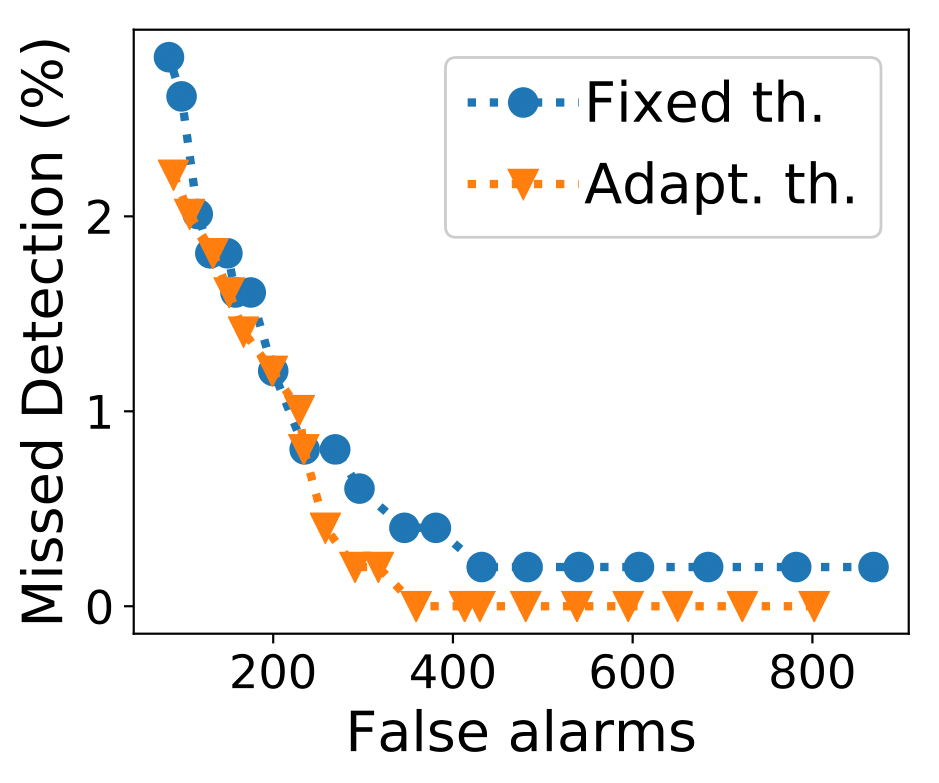 Missed Detection (%)
2
1
0
Fixed th.
Adapt. th.
200 400 600 800
False alarms